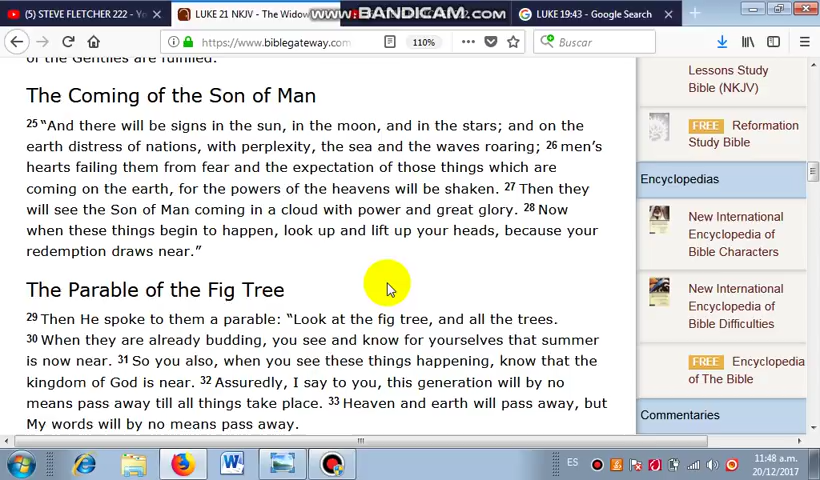 (5) STEVE FLETCHER 222 - Yo
LUKE 21 NKJV - The Widow
www.BANDICAM.com
LUKE 19:43 - Google Search
https://www.biblegateway.com
110%
Buscar
of the Gentiles are fulfilled.
The Coming of the Son of Man
25 “And there will be signs in the sun, in the moon, and in the stars; and on the
earth distress of nations, with perplexity, the sea and the waves roaring; 26 men’s
hearts failing them from fear and the expectation of those things which are
coming on the earth, for the powers of the heavens will be shaken. 27 Then they
will see the Son of Man coming in a cloud with power and great glory. 28 Now
when these things begin to happen, look up and lift up your heads, because your
redemption draws near.”
The Parable of the Fig Tree
29 Then He spoke to them a parable: “Look at the fig tree, and all the trees.
30 When they are already budding, you see and know for yourselves that summer
is now near. 31 So you also, when you see these things happening, know that the
kingdom of God is near. 32 Assuredly, I say to you, this generation will by no
means pass away till all things take place. 33 Heaven and earth will pass away, but
My words will by no means pass away.
Lessons Study
Bible (NKJV)
FREE Reformation
Study Bible
Encyclopedias
New International
Encyclopedia of
Bible Characters
New International
Encyclopedia of
Bible Difficulties
FREE Encyclopedia
of The Bible
Commentaries
ES
11:48 a.m.
20/12/2017